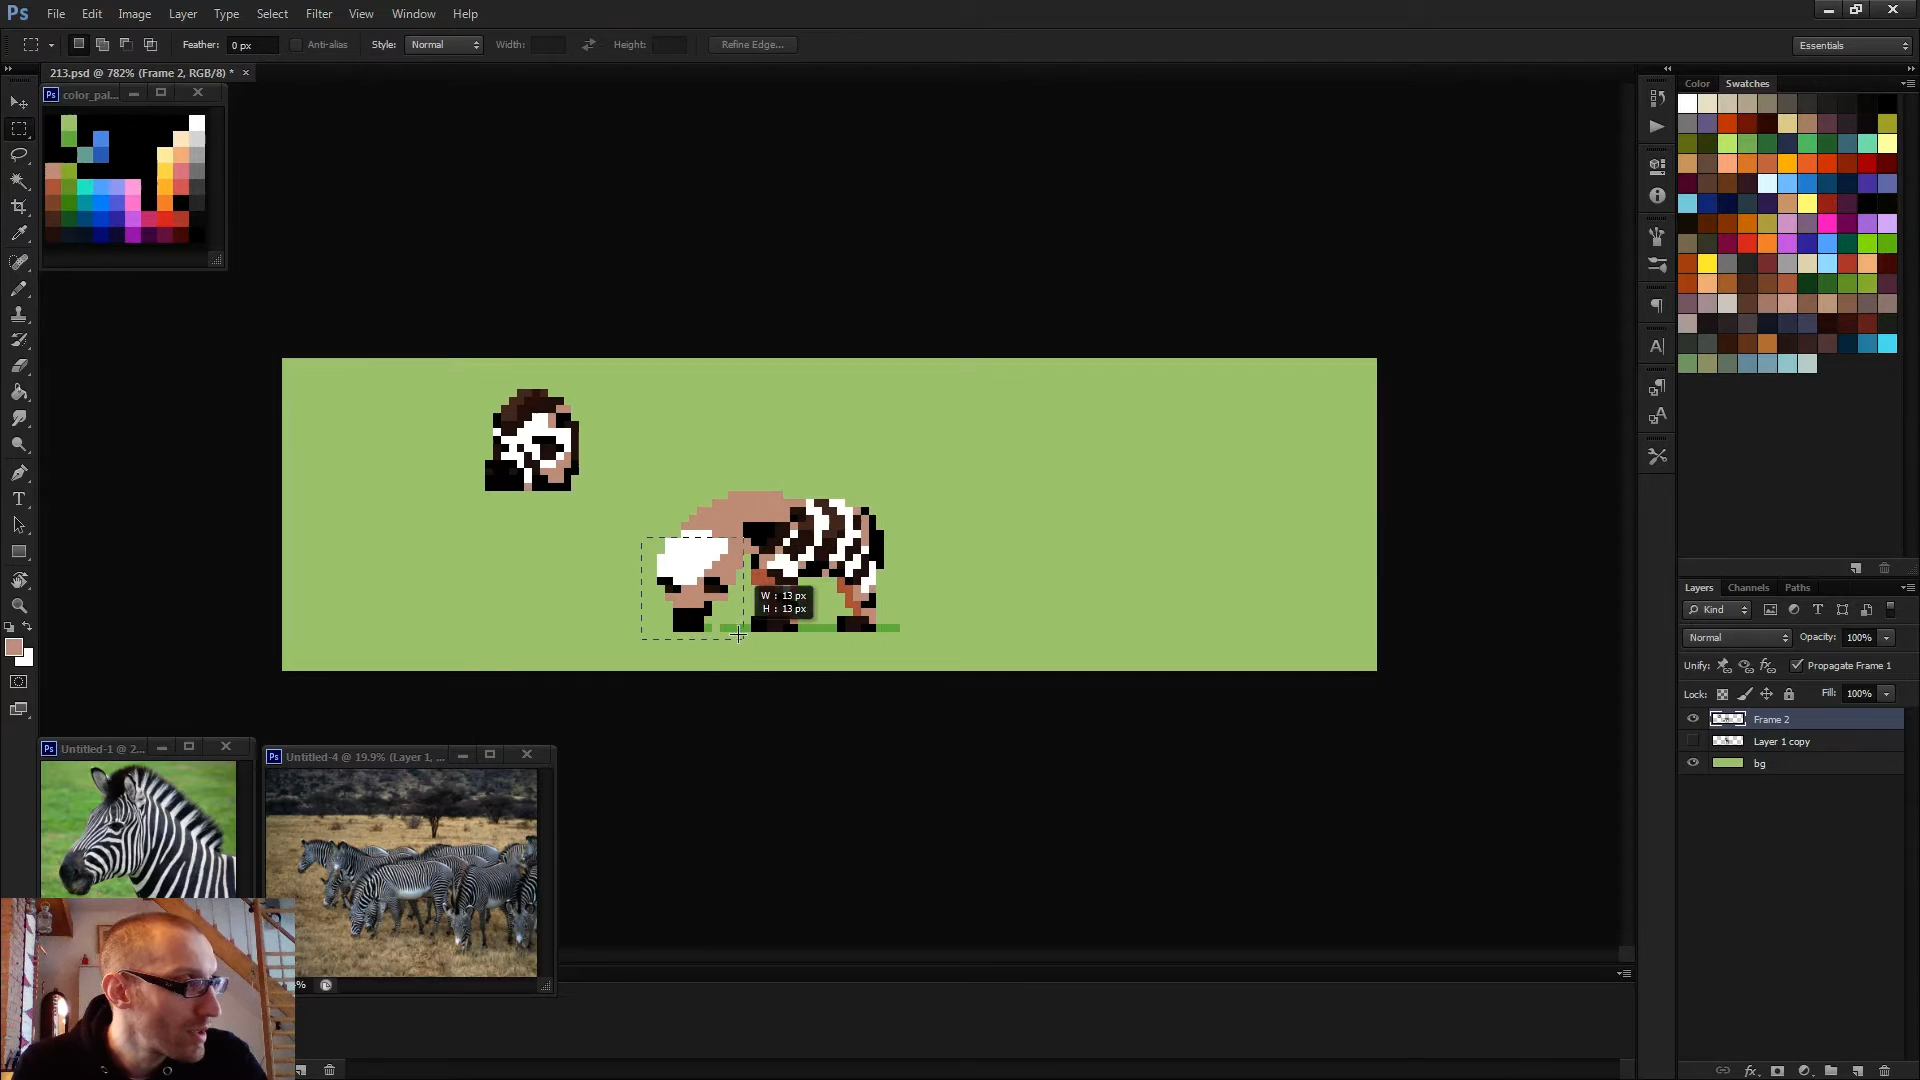 Ps File Edit Image Layer Type Select Filter View Window Help
Feather: 0 px Anti-alias Style: Normal Width: Height: Refine Edge... Essentials
213.psd @ 782% (Frame 2, RGB/8) * ×
Ps color_pal...
Color Swatches
W : 13 px
H : 13 px
Layers Channels Paths
Kind
Normal Opacity: 100%
Unify: Propagate Frame 1
Lock: Fill: 100%
Frame 2
Layer 1 copy
bg
Ps Untitled-1 @ 2...
Ps Untitled-4 @ 19.9% (Layer 1, ...
%